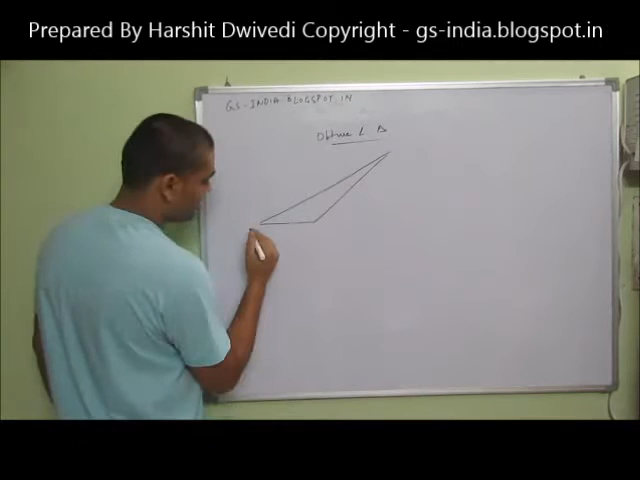 Prepared By Harshit Dwivedi Copyright - gs-india.blogspot.in
GS-INDIA.BLOGSPOT.IN
Obtuse ∠